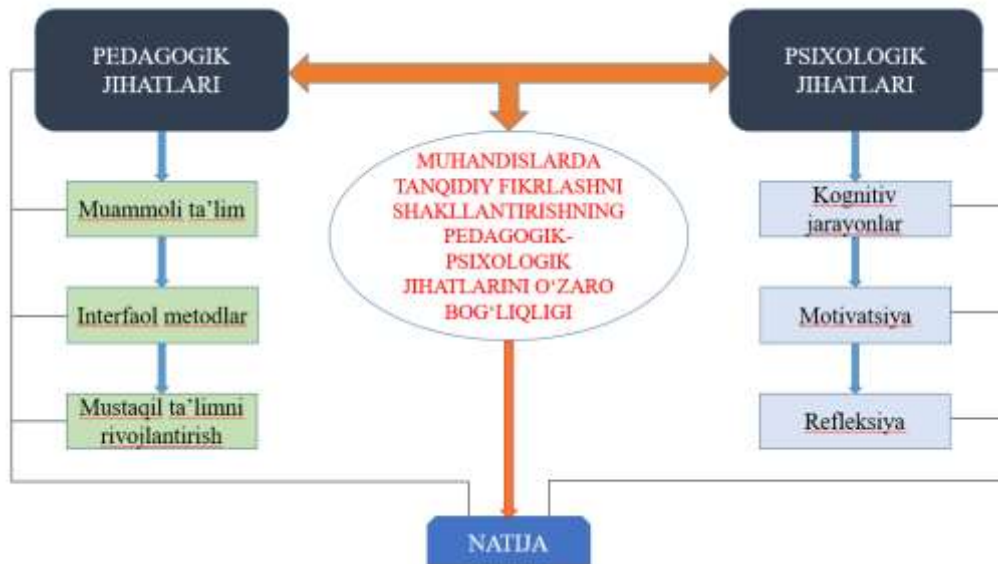 PEDAGOGIK
JIHATLARI
PSIXOLOGIK
JIHATLARI
MUHANDISLARDA
TANQIDIY FIKRLASHNI
SHAKLLANTIRISHNING
PEDAGOGIK-
PSIXOLOGIK
JIHATLARINI O‘ZARO
BOG‘LIQLIGI
Muammoli ta’lim
Interfaol metodlar
Mustaqil ta’limni
rivojlantirish
Kognitiv
jarayonlar
Motivatsiya
Refleksiya
NATIJA